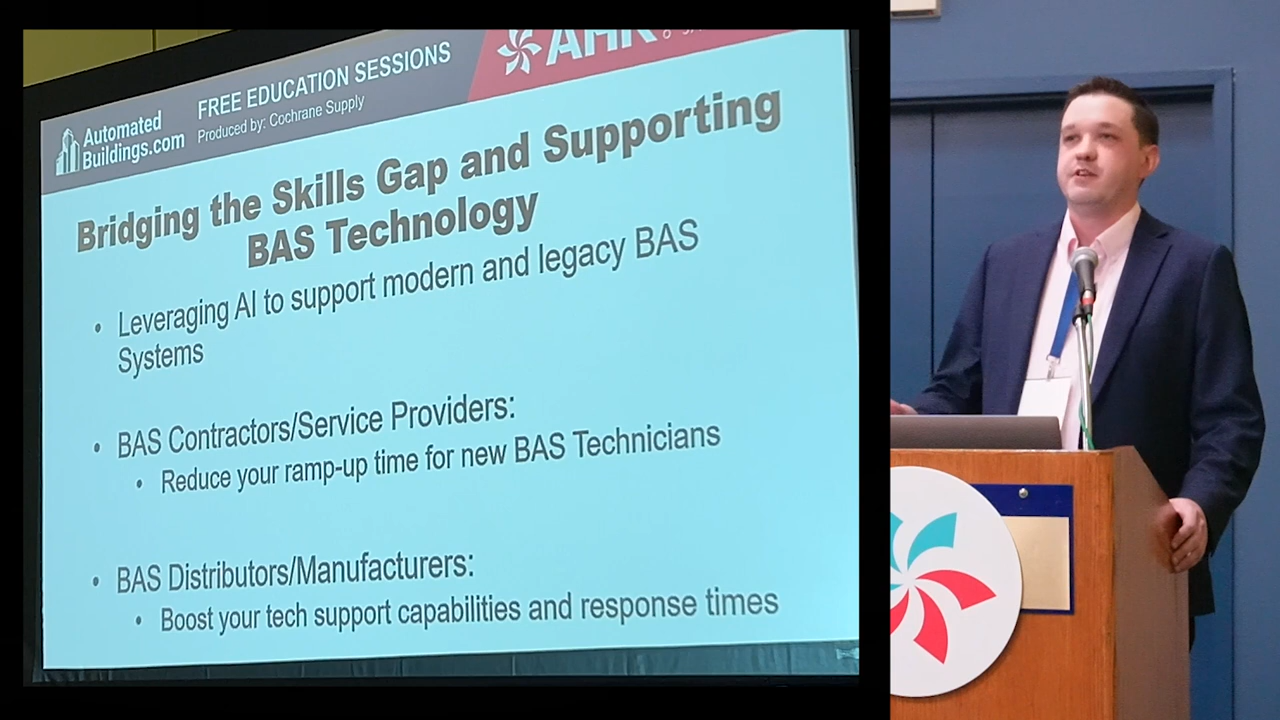 Automated
Buildings.com
FREE EDUCATION SESSIONS
Produced by: Cochrane Supply
AHR
Bridging the Skills Gap and Supporting
BAS Technology
• Leveraging AI to support modern and legacy BAS
Systems
• BAS Contractors/Service Providers:
• Reduce your ramp-up time for new BAS Technicians
• BAS Distributors/Manufacturers:
• Boost your tech support capabilities and response times